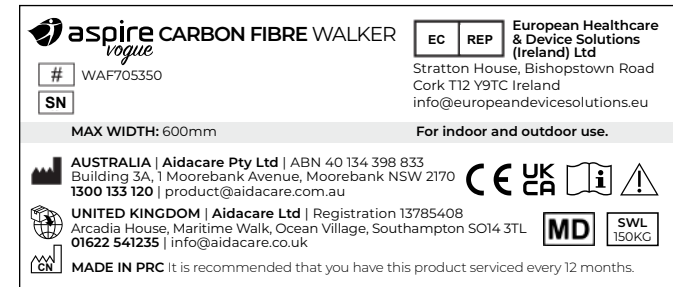 aspire CARBON FIBRE WALKER
vogue
# WAF705350
SN
EC REP European Healthcare
& Device Solutions
(Ireland) Ltd
Stratton House, Bishopstown Road
Cork T12 Y9TC Ireland
info@europeandevicesolutions.eu
MAX WIDTH: 600mm
For indoor and outdoor use.
AUSTRALIA | Aidacare Pty Ltd | ABN 40 134 398 833
Building 3A, 1 Moorebank Avenue, Moorebank NSW 2170
1300 133 120 | product@aidacare.com.au
CE UK CA i
UNITED KINGDOM | Aidacare Ltd | Registration 13785408
Arcadia House, Maritime Walk, Ocean Village, Southampton SO14 3TL
01622 541235 | info@aidacare.co.uk
MD
SWL
150KG
CN
MADE IN PRC It is recommended that you have this product serviced every 12 months.